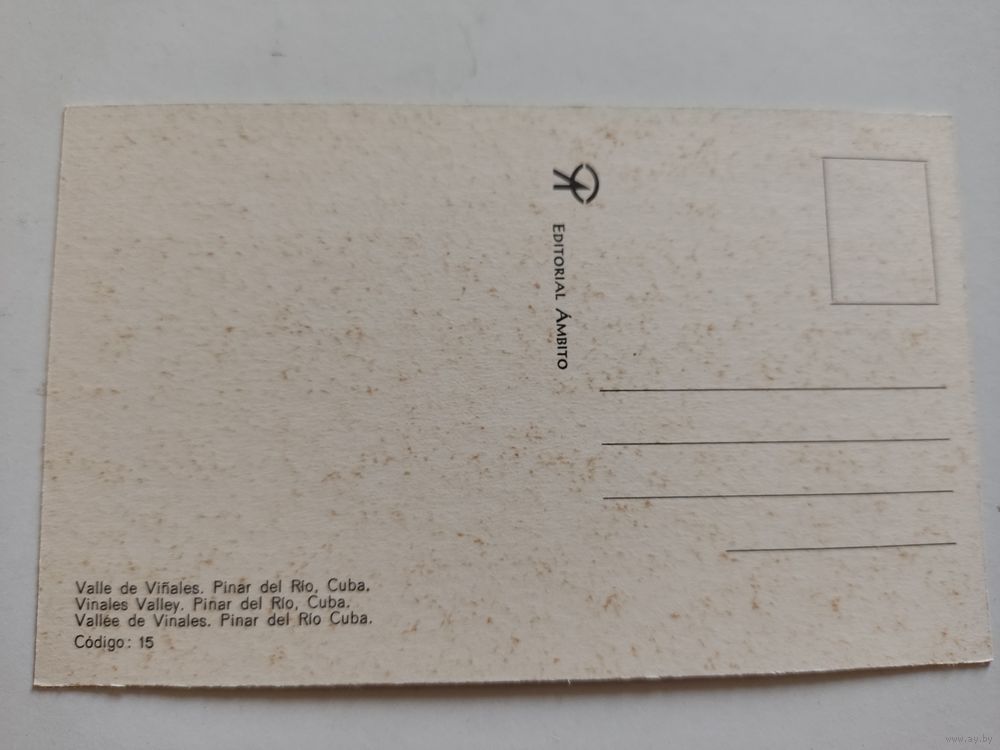 EDITORIAL ÁMBITO
Valle de Viñales. Pinar del Río, Cuba.
Vinales Valley. Pinar del Río, Cuba.
Vallée de Vinales. Pinar del Río Cuba.
Código: 15
www.ay.by